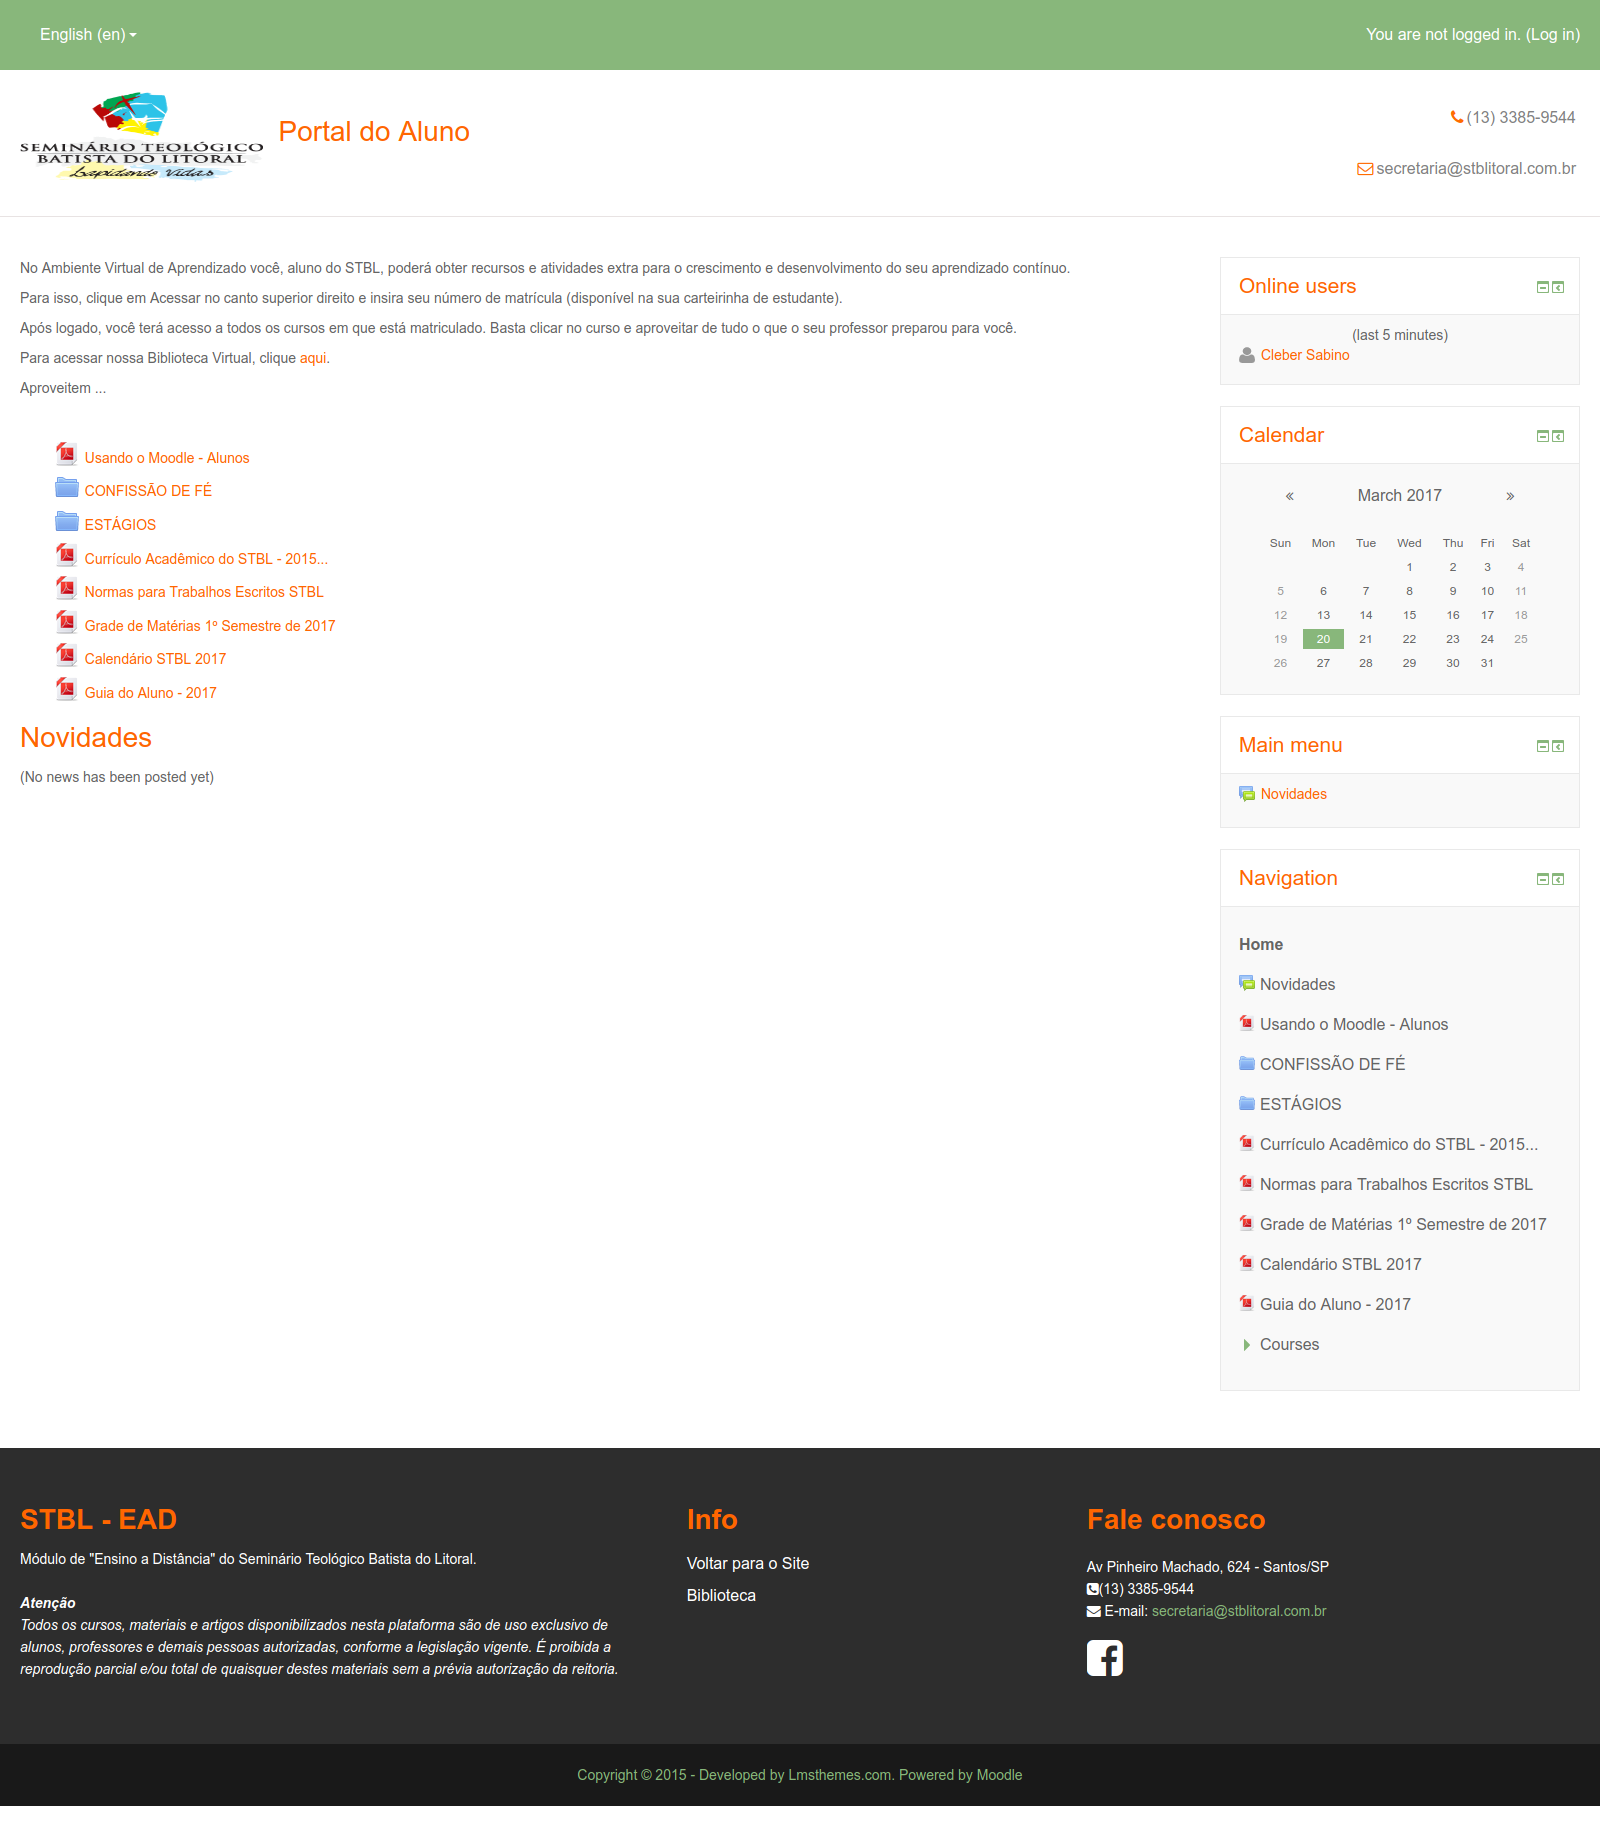 English (en)
You are not logged in. (Log in)
SEMINÁRIO TEOLÓGICO
BATISTA DO LITORAL
Lapidando Vidas
Portal do Aluno
(13) 3385-9544
secretaria@stblitoral.com.br
No Ambiente Virtual de Aprendizado você, aluno do STBL, poderá obter recursos e atividades extra para o crescimento e desenvolvimento do seu aprendizado contínuo.
Para isso, clique em Acessar no canto superior direito e insira seu número de matrícula (disponível na sua carteirinha de estudante).
Após logado, você terá acesso a todos os cursos em que está matriculado. Basta clicar no curso e aproveitar de tudo o que o seu professor preparou para você.
Para acessar nossa Biblioteca Virtual, clique aqui.
Aproveitem ...
Usando o Moodle - Alunos
CONFISSÃO DE FÉ
ESTÁGIOS
Currículo Acadêmico do STBL - 2015...
Normas para Trabalhos Escritos STBL
Grade de Matérias 1º Semestre de 2017
Calendário STBL 2017
Guia do Aluno - 2017
Novidades
(No news has been posted yet)
Online users
(last 5 minutes)
Cleber Sabino
Calendar
« March 2017 »
Sun Mon Tue Wed Thu Fri Sat
1 2 3 4
5 6 7 8 9 10 11
12 13 14 15 16 17 18
19 20 21 22 23 24 25
26 27 28 29 30 31
Main menu
Novidades
Navigation
Home
Novidades
Usando o Moodle - Alunos
CONFISSÃO DE FÉ
ESTÁGIOS
Currículo Acadêmico do STBL - 2015...
Normas para Trabalhos Escritos STBL
Grade de Matérias 1º Semestre de 2017
Calendário STBL 2017
Guia do Aluno - 2017
Courses
STBL - EAD
Módulo de "Ensino a Distância" do Seminário Teológico Batista do Litoral.
Atenção
Todos os cursos, materiais e artigos disponibilizados nesta plataforma são de uso exclusivo de
alunos, professores e demais pessoas autorizadas, conforme a legislação vigente. É proibida a
reprodução parcial e/ou total de quaisquer destes materiais sem a prévia autorização da reitoria.
Info
Voltar para o Site
Biblioteca
Fale conosco
Av Pinheiro Machado, 624 - Santos/SP
(13) 3385-9544
E-mail: secretaria@stblitoral.com.br
Copyright © 2015 - Developed by Lmsthemes.com. Powered by Moodle